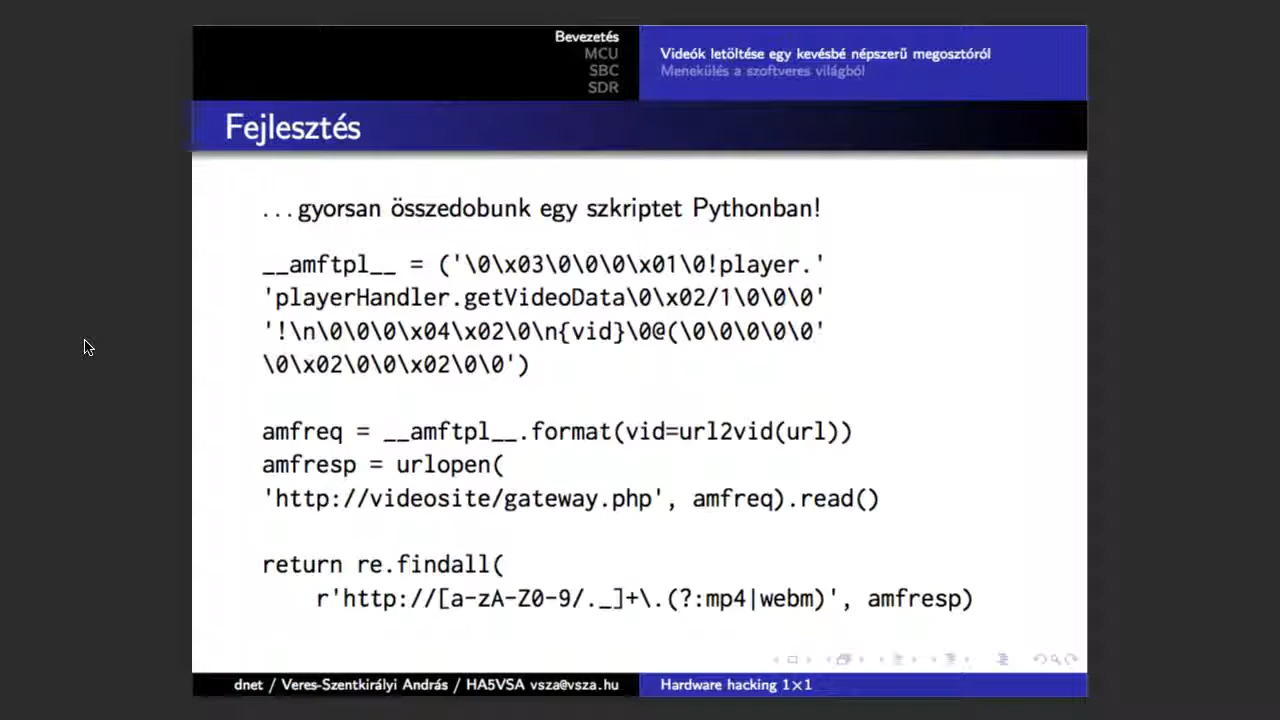 Bevezetés
MCU
SBC
SDR
Videók letöltése egy kevésbé népszerű megosztóról
Menekülés a szoftveres világból
Fejlesztés
...gyorsan összedobunk egy szkriptet Pythonban!
__amftpl__ = ('\0\x03\0\0\0\x01\0!player.'
'playerHandler.getVideoData\0\x02/1\0\0\0'
'!\n\0\0\0\x04\x02\0\n{vid}\0@(\0\0\0\0\0'
\0\x02\0\0\x02\0\0')
amfreq = __amftpl__.format(vid=url2vid(url))
amfresp = urlopen(
'http://videosite/gateway.php', amfreq).read()
return re.findall(
r'http://[a-zA-Z0-9/._]+\.(?:mp4|webm)', amfresp)
dnet / Veres-Szentkirályi András / HA5VSA vsza@vsza.hu
Hardware hacking 1×1